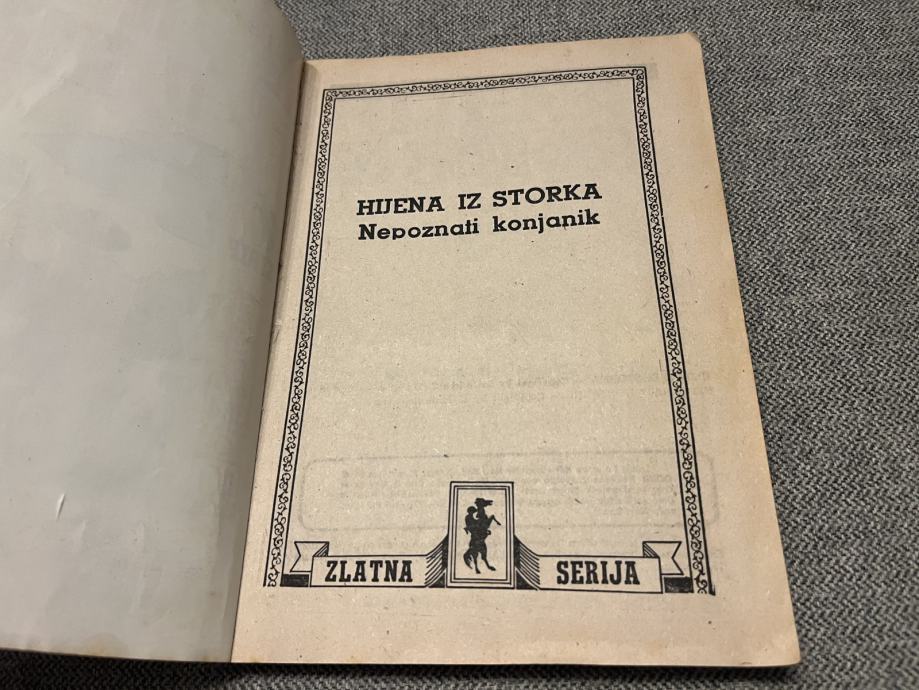 HIJENA IZ STORKA
Nepoznati konjanik
ZLATNA SERIJA